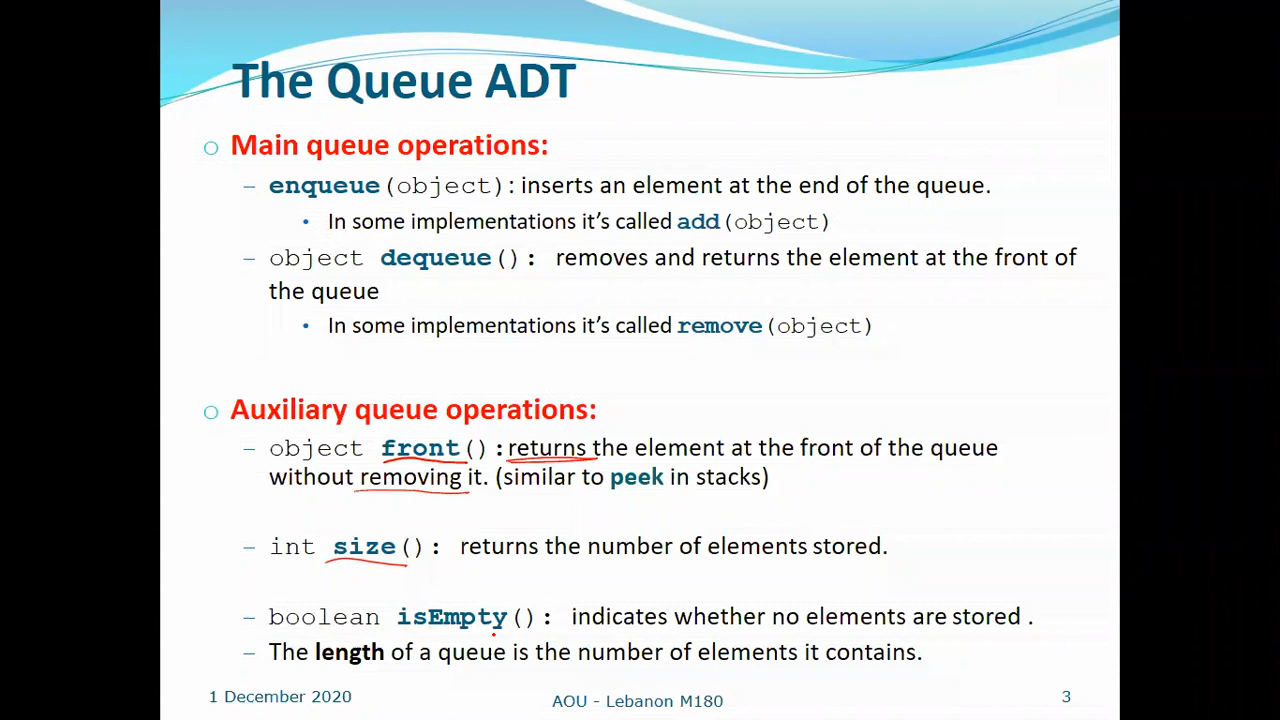 The Queue ADT
Main queue operations:
– enqueue(object): inserts an element at the end of the queue.
• In some implementations it's called add(object)
– object dequeue(): removes and returns the element at the front of
the queue
• In some implementations it's called remove(object)
Auxiliary queue operations:
– object front(): returns the element at the front of the queue
without removing it. (similar to peek in stacks)
– int size(): returns the number of elements stored.
– boolean isEmpty(): indicates whether no elements are stored .
– The length of a queue is the number of elements it contains.
1 December 2020
AOU - Lebanon M180
3